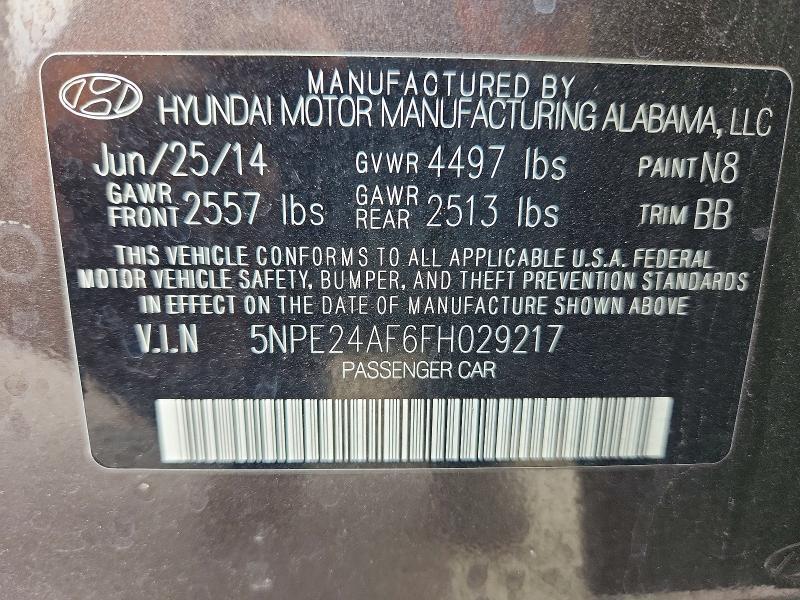 MANUFACTURED BY
HYUNDAI MOTOR MANUFACTURING ALABAMA, LLC
Jun/25/14 GVWR 4497 lbs PAINT N8
GAWR FRONT 2557 lbs GAWR REAR 2513 lbs TRIM BB
THIS VEHICLE CONFORMS TO ALL APPLICABLE U.S.A. FEDERAL
MOTOR VEHICLE SAFETY, BUMPER, AND THEFT PREVENTION STANDARDS
IN EFFECT ON THE DATE OF MANUFACTURE SHOWN ABOVE.
V.I.N 5NPE24AF6FH029217
PASSENGER CAR